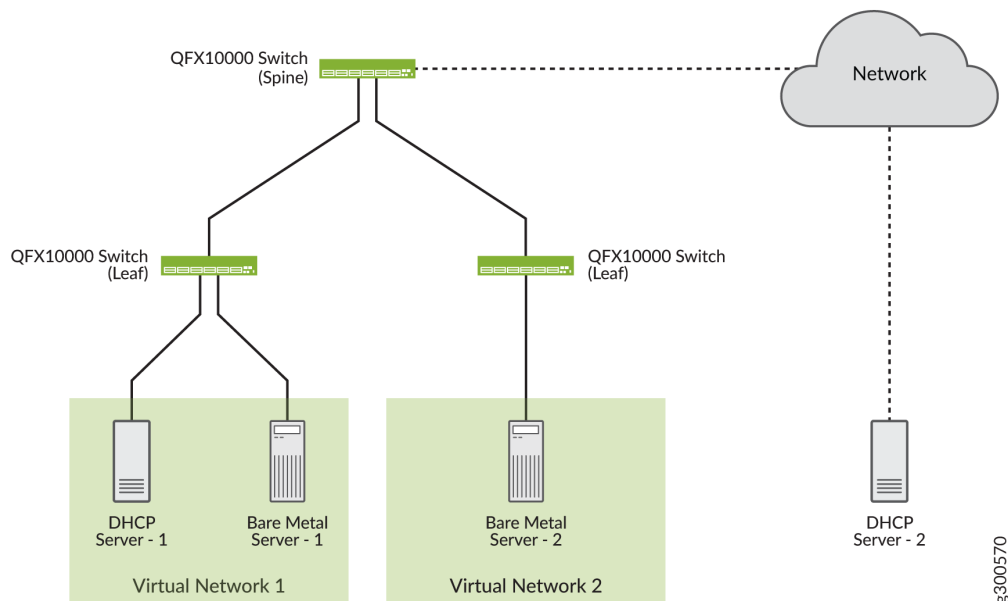 QFX10000 Switch
(Spine)
Network
QFX10000 Switch
(Leaf)
QFX10000 Switch
(Leaf)
DHCP
Server - 1
Bare Metal
Server - 1
Bare Metal
Server - 2
DHCP
Server - 2
Virtual Network 1
Virtual Network 2
g300570